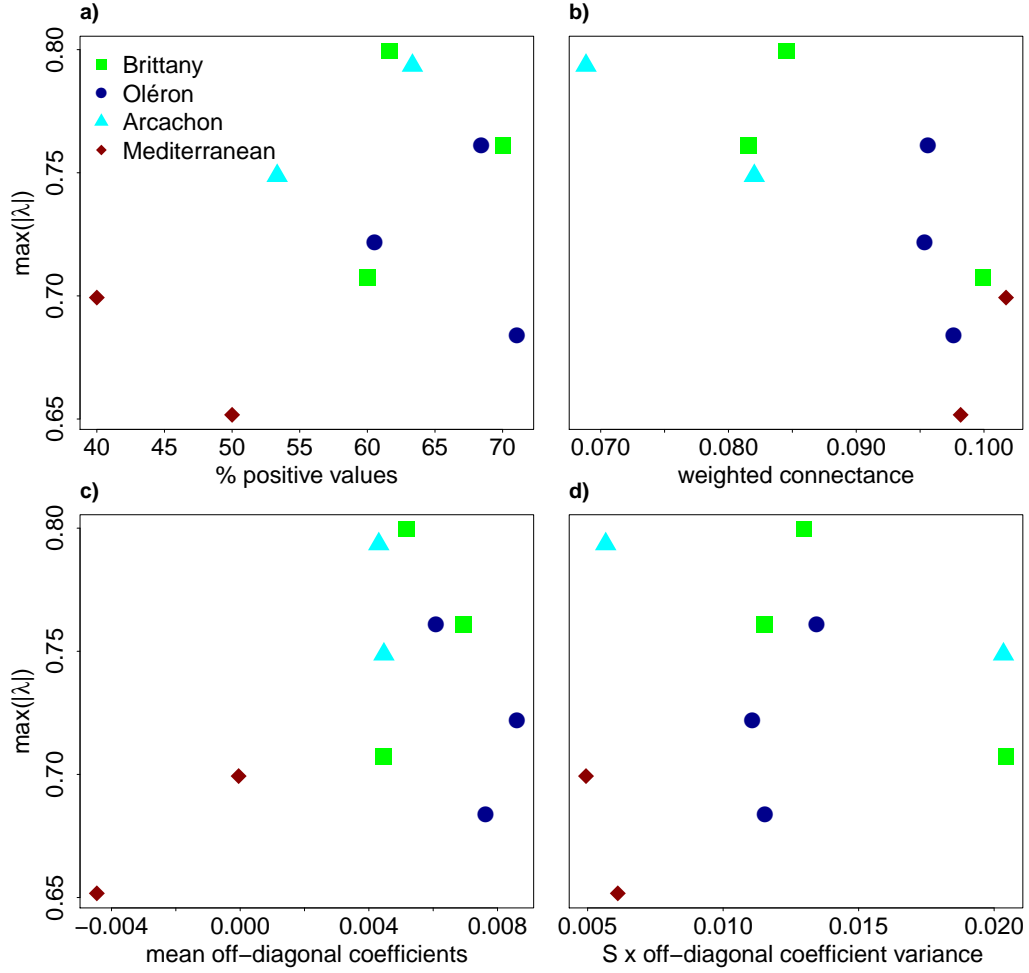 a)
b)
Brittany
Oléron
Arcachon
Mediterranean
max(|λ|)
0.80
0.75
0.70
0.65
40 50 55 60 65 70
% positive values
0.070 0.080 0.090 0.100
weighted connectance
c)
d)
max(|λ|)
0.80
0.75
0.70
0.65
−0.004 0.000 0.004 0.008
mean off−diagonal coefficients
0.005 0.010 0.015 0.020
S x off−diagonal coefficient variance